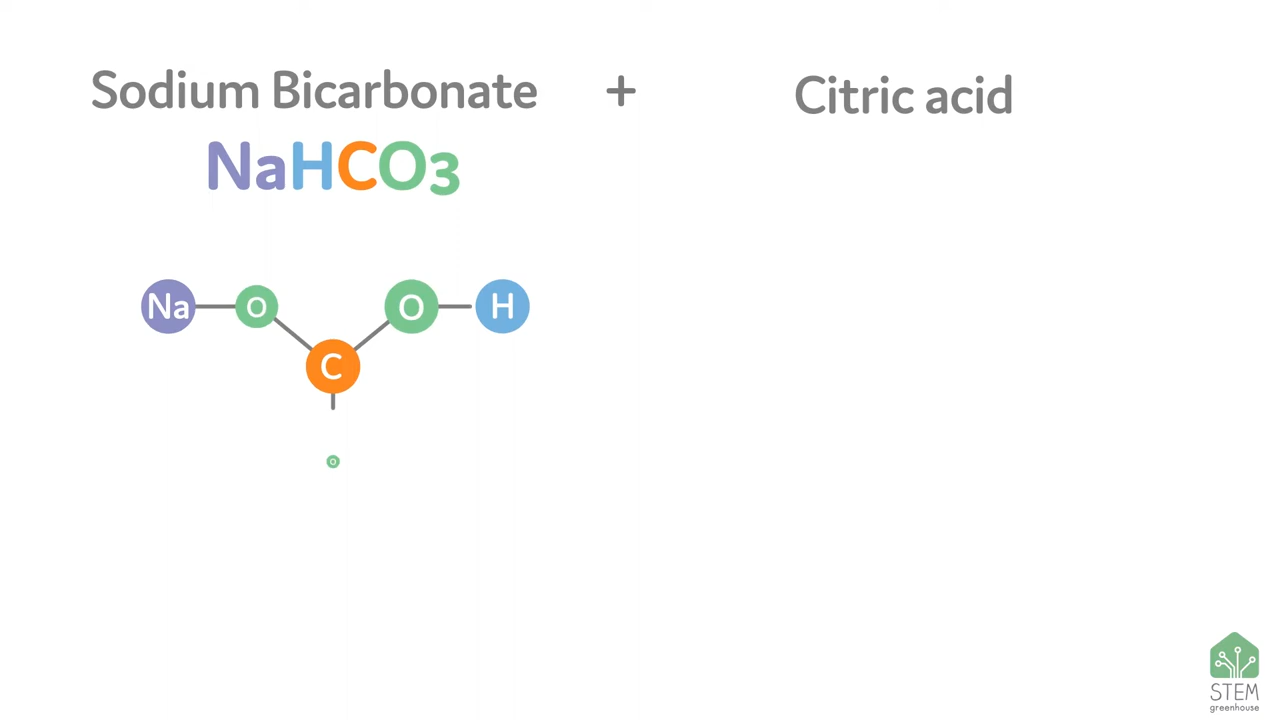 Sodium Bicarbonate + Citric acid
NaHCO3
Na O O H
C
O
STEM
greenhouse